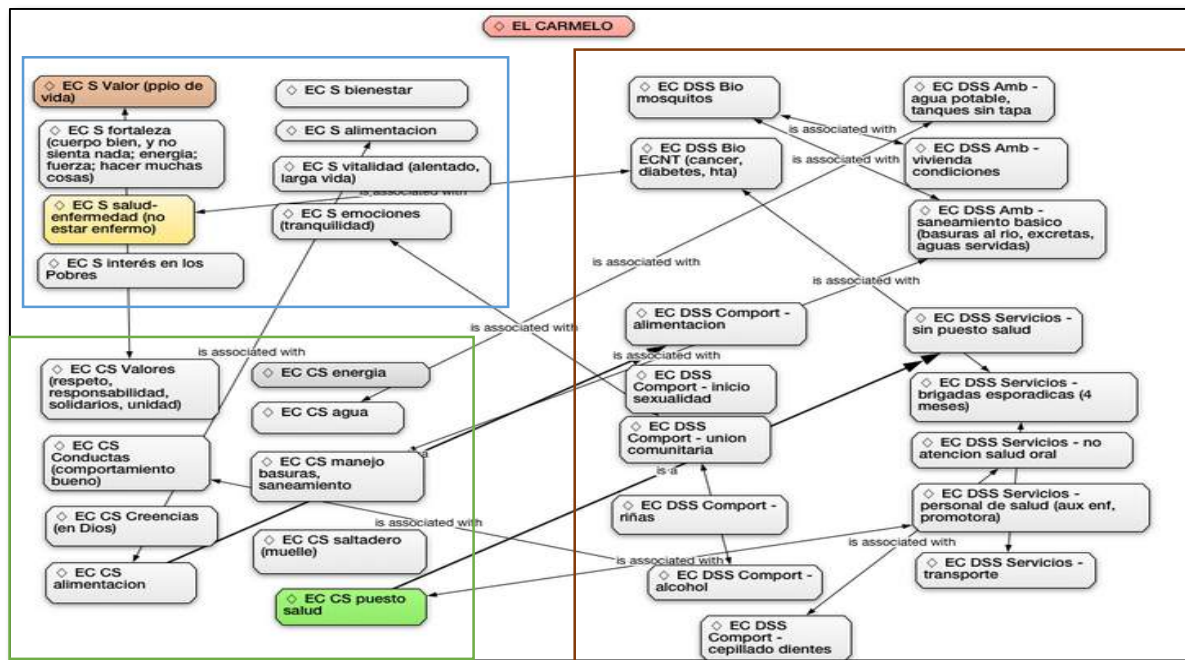 ◇ EL CARMELO
◇ EC S Valor (ppio de
vida)
◇ EC S fortaleza
(cuerpo bien, y no
sienta nada; energia;
fuerza; hacer muchas
cosas)
◇ EC S salud-
enfermedad (no
estar enfermo)
◇ EC S interés en los
Pobres
◇ EC S bienestar
◇ EC S alimentacion
◇ EC S vitalidad (alentado,
larga vida)
is associated with
◇ EC S emociones
(tranquilidad)
◇ EC DSS Bio
mosquitos
◇ EC DSS Bio
ECNT (cancer,
diabetes, hta)
◇ EC DSS Amb -
agua potable,
tanques sin tapa
is associated with
◇ EC DSS Amb -
vivienda
condiciones
is associated with
◇ EC DSS Amb -
saneamiento basico
(basuras al rio, excretas,
aguas servidas)
is associated with
is associated with
is associated with
is associated with
is associated with
◇ EC CS Valores
(respeto,
responsabilidad,
solidarios, unidad)
◇ EC CS
Conductas
(comportamiento
bueno)
◇ EC CS Creencias
(en Dios)
◇ EC CS
alimentacion
◇ EC CS energia
◇ EC CS agua
◇ EC CS manejo
basuras, saneamiento
a
◇ EC CS saltadero
(muelle)
◇ EC CS puesto
salud
is associated with
is associated with
◇ EC DSS Comport -
alimentacion
◇ EC DSS
Comport - inicio
sexualidad
◇ EC DSS
Comport - union
comunitaria
is a
◇ EC DSS Comport -
riñas
◇ EC DSS Comport -
alcohol
◇ EC DSS
Comport -
cepillado dientes
◇ EC DSS Servicios -
sin puesto salud
◇ EC DSS Servicios -
brigadas esporadicas (4
meses)
◇ EC DSS Servicios - no
atencion salud oral
◇ EC DSS Servicios -
personal de salud (aux enf,
promotora)
is associated with
◇ EC DSS Servicios -
transporte